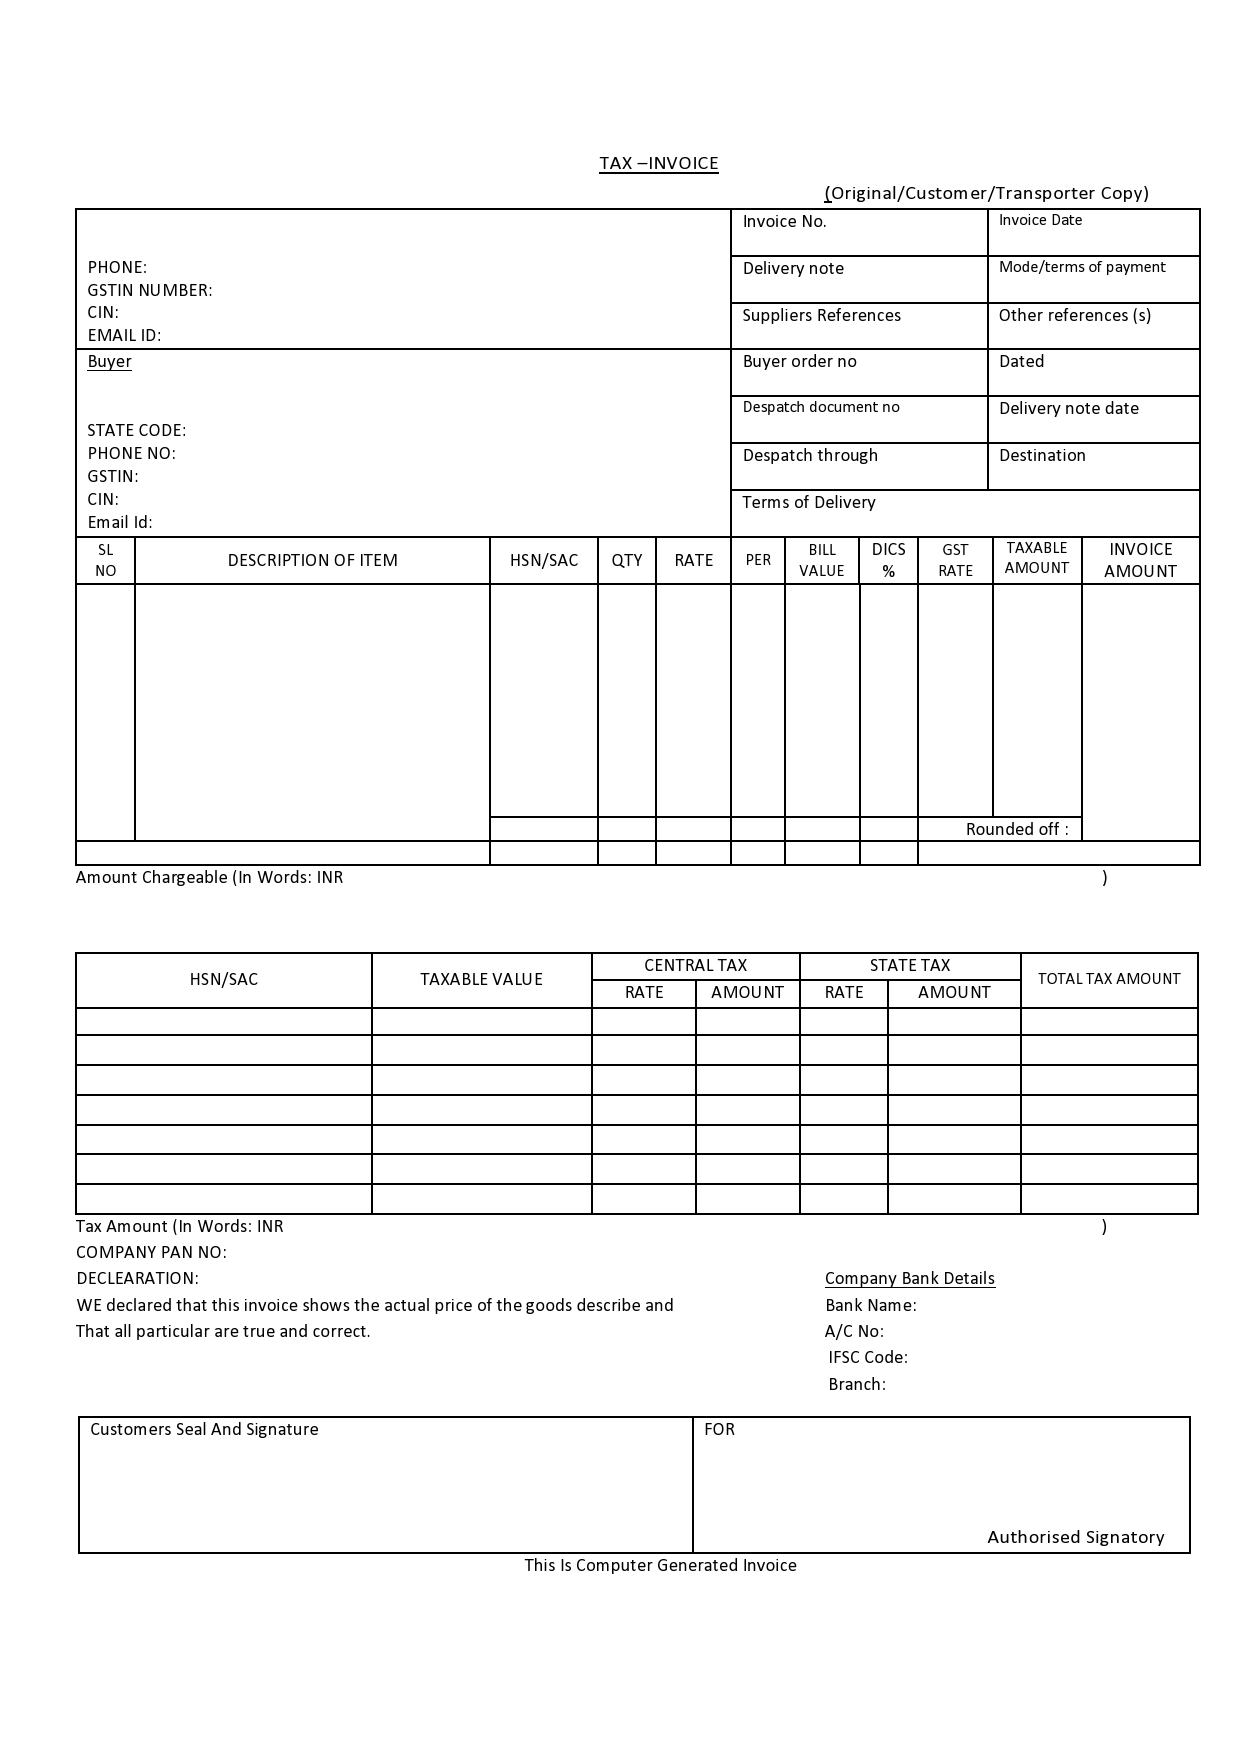 TAX –INVOICE
(Original/Customer/Transporter Copy)
PHONE:
GSTIN NUMBER:
CIN:
EMAIL ID:
Invoice No.
Invoice Date
Delivery note
Mode/terms of payment
Suppliers References
Other references (s)
Buyer
STATE CODE:
PHONE NO:
GSTIN:
CIN:
Email Id:
Buyer order no
Dated
Despatch document no
Delivery note date
Despatch through
Destination
Terms of Delivery
SL
NO
DESCRIPTION OF ITEM
HSN/SAC
QTY
RATE
PER
BILL
VALUE
DICS
%
GST
RATE
TAXABLE
AMOUNT
INVOICE
AMOUNT
Rounded off :
Amount Chargeable (In Words: INR )
HSN/SAC
TAXABLE VALUE
CENTRAL TAX
STATE TAX
TOTAL TAX AMOUNT
RATE
AMOUNT
RATE
AMOUNT
Tax Amount (In Words: INR )
COMPANY PAN NO:
DECLEARATION:
WE declared that this invoice shows the actual price of the goods describe and
That all particular are true and correct.
Company Bank Details
Bank Name:
A/C No:
IFSC Code:
Branch:
Customers Seal And Signature
FOR
Authorised Signatory
This Is Computer Generated Invoice